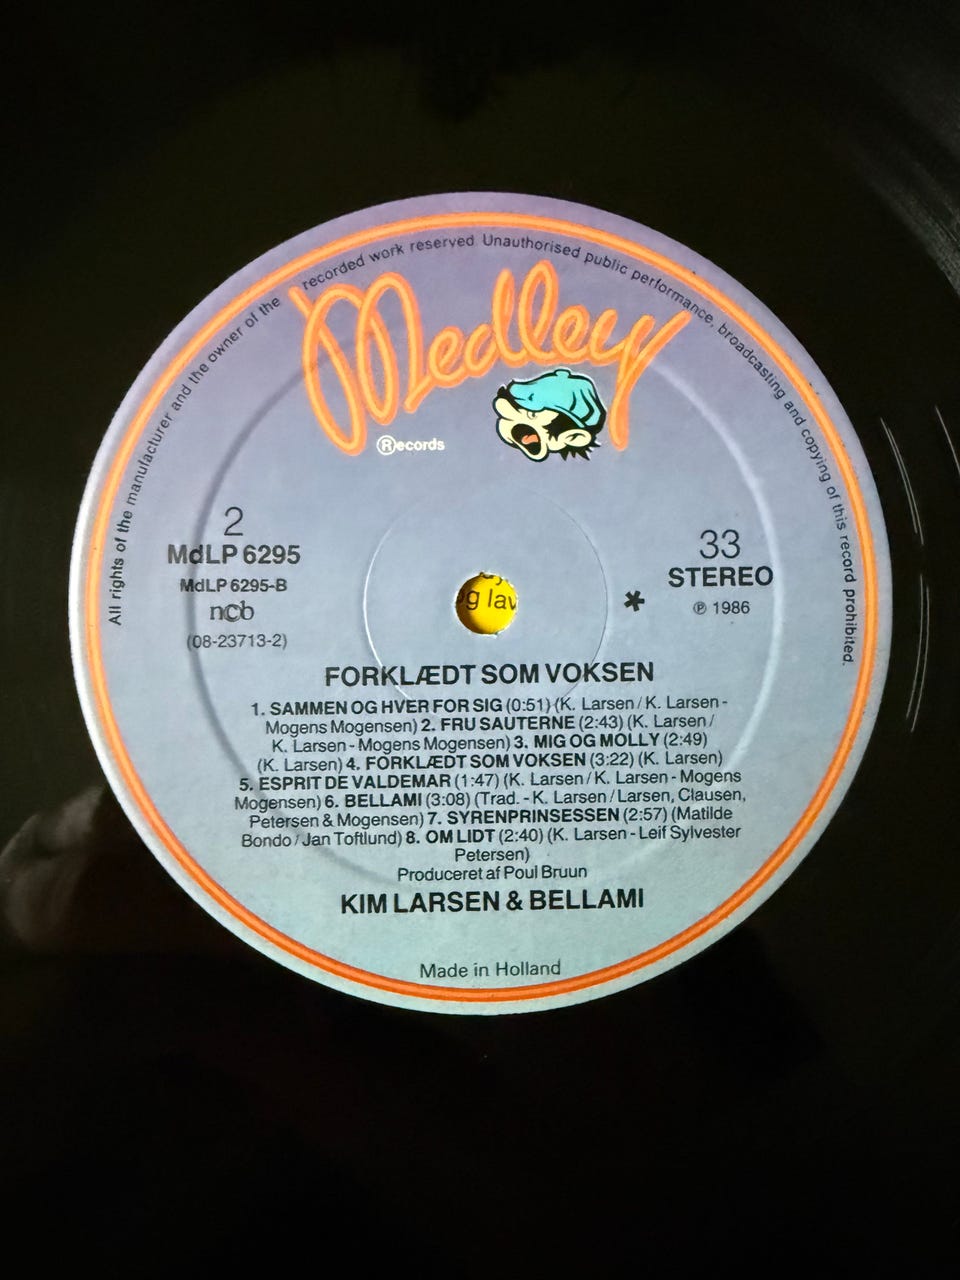 All rights of the manufacturer and the owner of the recorded work reserved. Unauthorised public performance, broadcasting and copying of this record prohibited.
Medley
®ecords
2
MdLP 6295
MdLP 6295-B
ncb
(08-23713-2)
33
STEREO
* ℗ 1986
g lav
FORKLÆDT SOM VOKSEN
1. SAMMEN OG HVER FOR SIG (0:51) (K. Larsen / K. Larsen -
Mogens Mogensen) 2. FRU SAUTERNE (2:43) (K. Larsen /
K. Larsen - Mogens Mogensen) 3. MIG OG MOLLY (2:49)
(K. Larsen) 4. FORKLÆDT SOM VOKSEN (3:22) (K. Larsen)
5. ESPRIT DE VALDEMAR (1:47) (K. Larsen / K. Larsen - Mogens
Mogensen) 6. BELLAMI (3:08) (Trad. - K. Larsen / Larsen, Clausen,
Petersen & Mogensen) 7. SYRENPRINSESSEN (2:57) (Matilde
Bondo / Jan Toftlund) 8. OM LIDT (2:40) (K. Larsen - Leif Sylvester
Petersen)
Produceret af Poul Bruun
KIM LARSEN & BELLAMI
Made in Holland